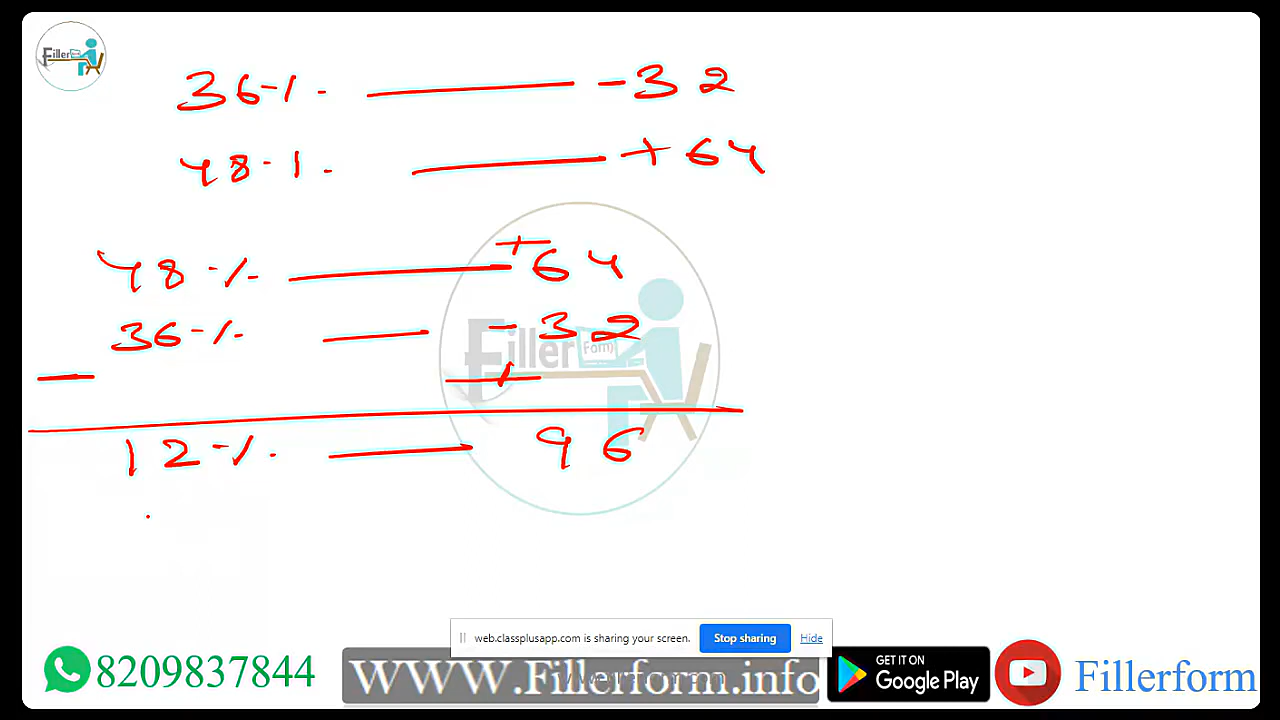 Filler
36% -32
48% +64
48% +64
36% -32
- +
12% 96
Filler Form
web.classplusapp.com is sharing your screen. Stop sharing Hide
8209837844 WWW.Fillerform.info GET IT ON Google Play Fillerform